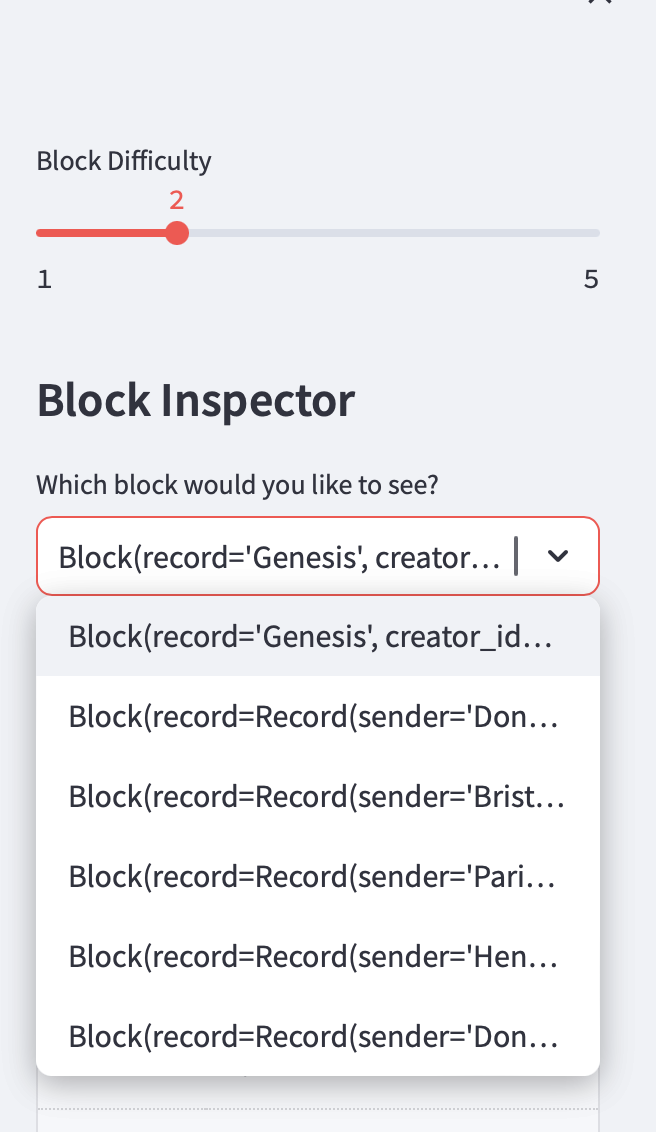 Block Difficulty
2
1
5
Block Inspector
Which block would you like to see?
Block(record='Genesis', creator…
Block(record='Genesis', creator_id…
Block(record=Record(sender='Don…
Block(record=Record(sender='Brist…
Block(record=Record(sender='Pari…
Block(record=Record(sender='Hen…
Block(record=Record(sender='Don…